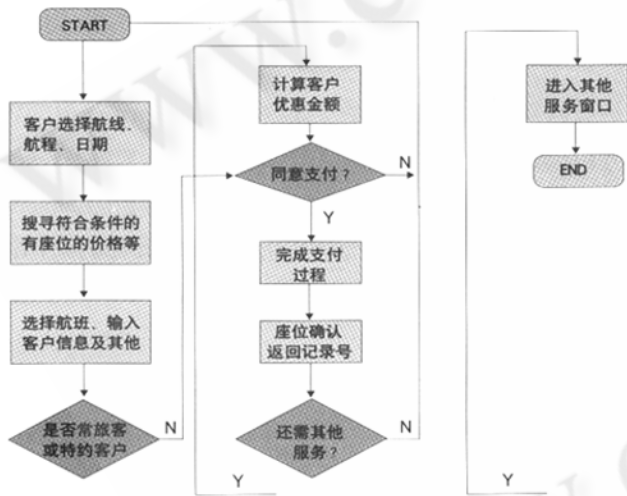 START
客户选择航线、
航程、日期
搜寻符合条件的
有座位的价格等
选择航班、输入
客户信息及其他
是否常旅客
或特约客户
N
Y
计算客户
优惠金额
同意支付？
N
Y
完成支付
过程
座位确认
返回记录号
还需其他
服务？
N
Y
进入其他
服务窗口
END
www.c